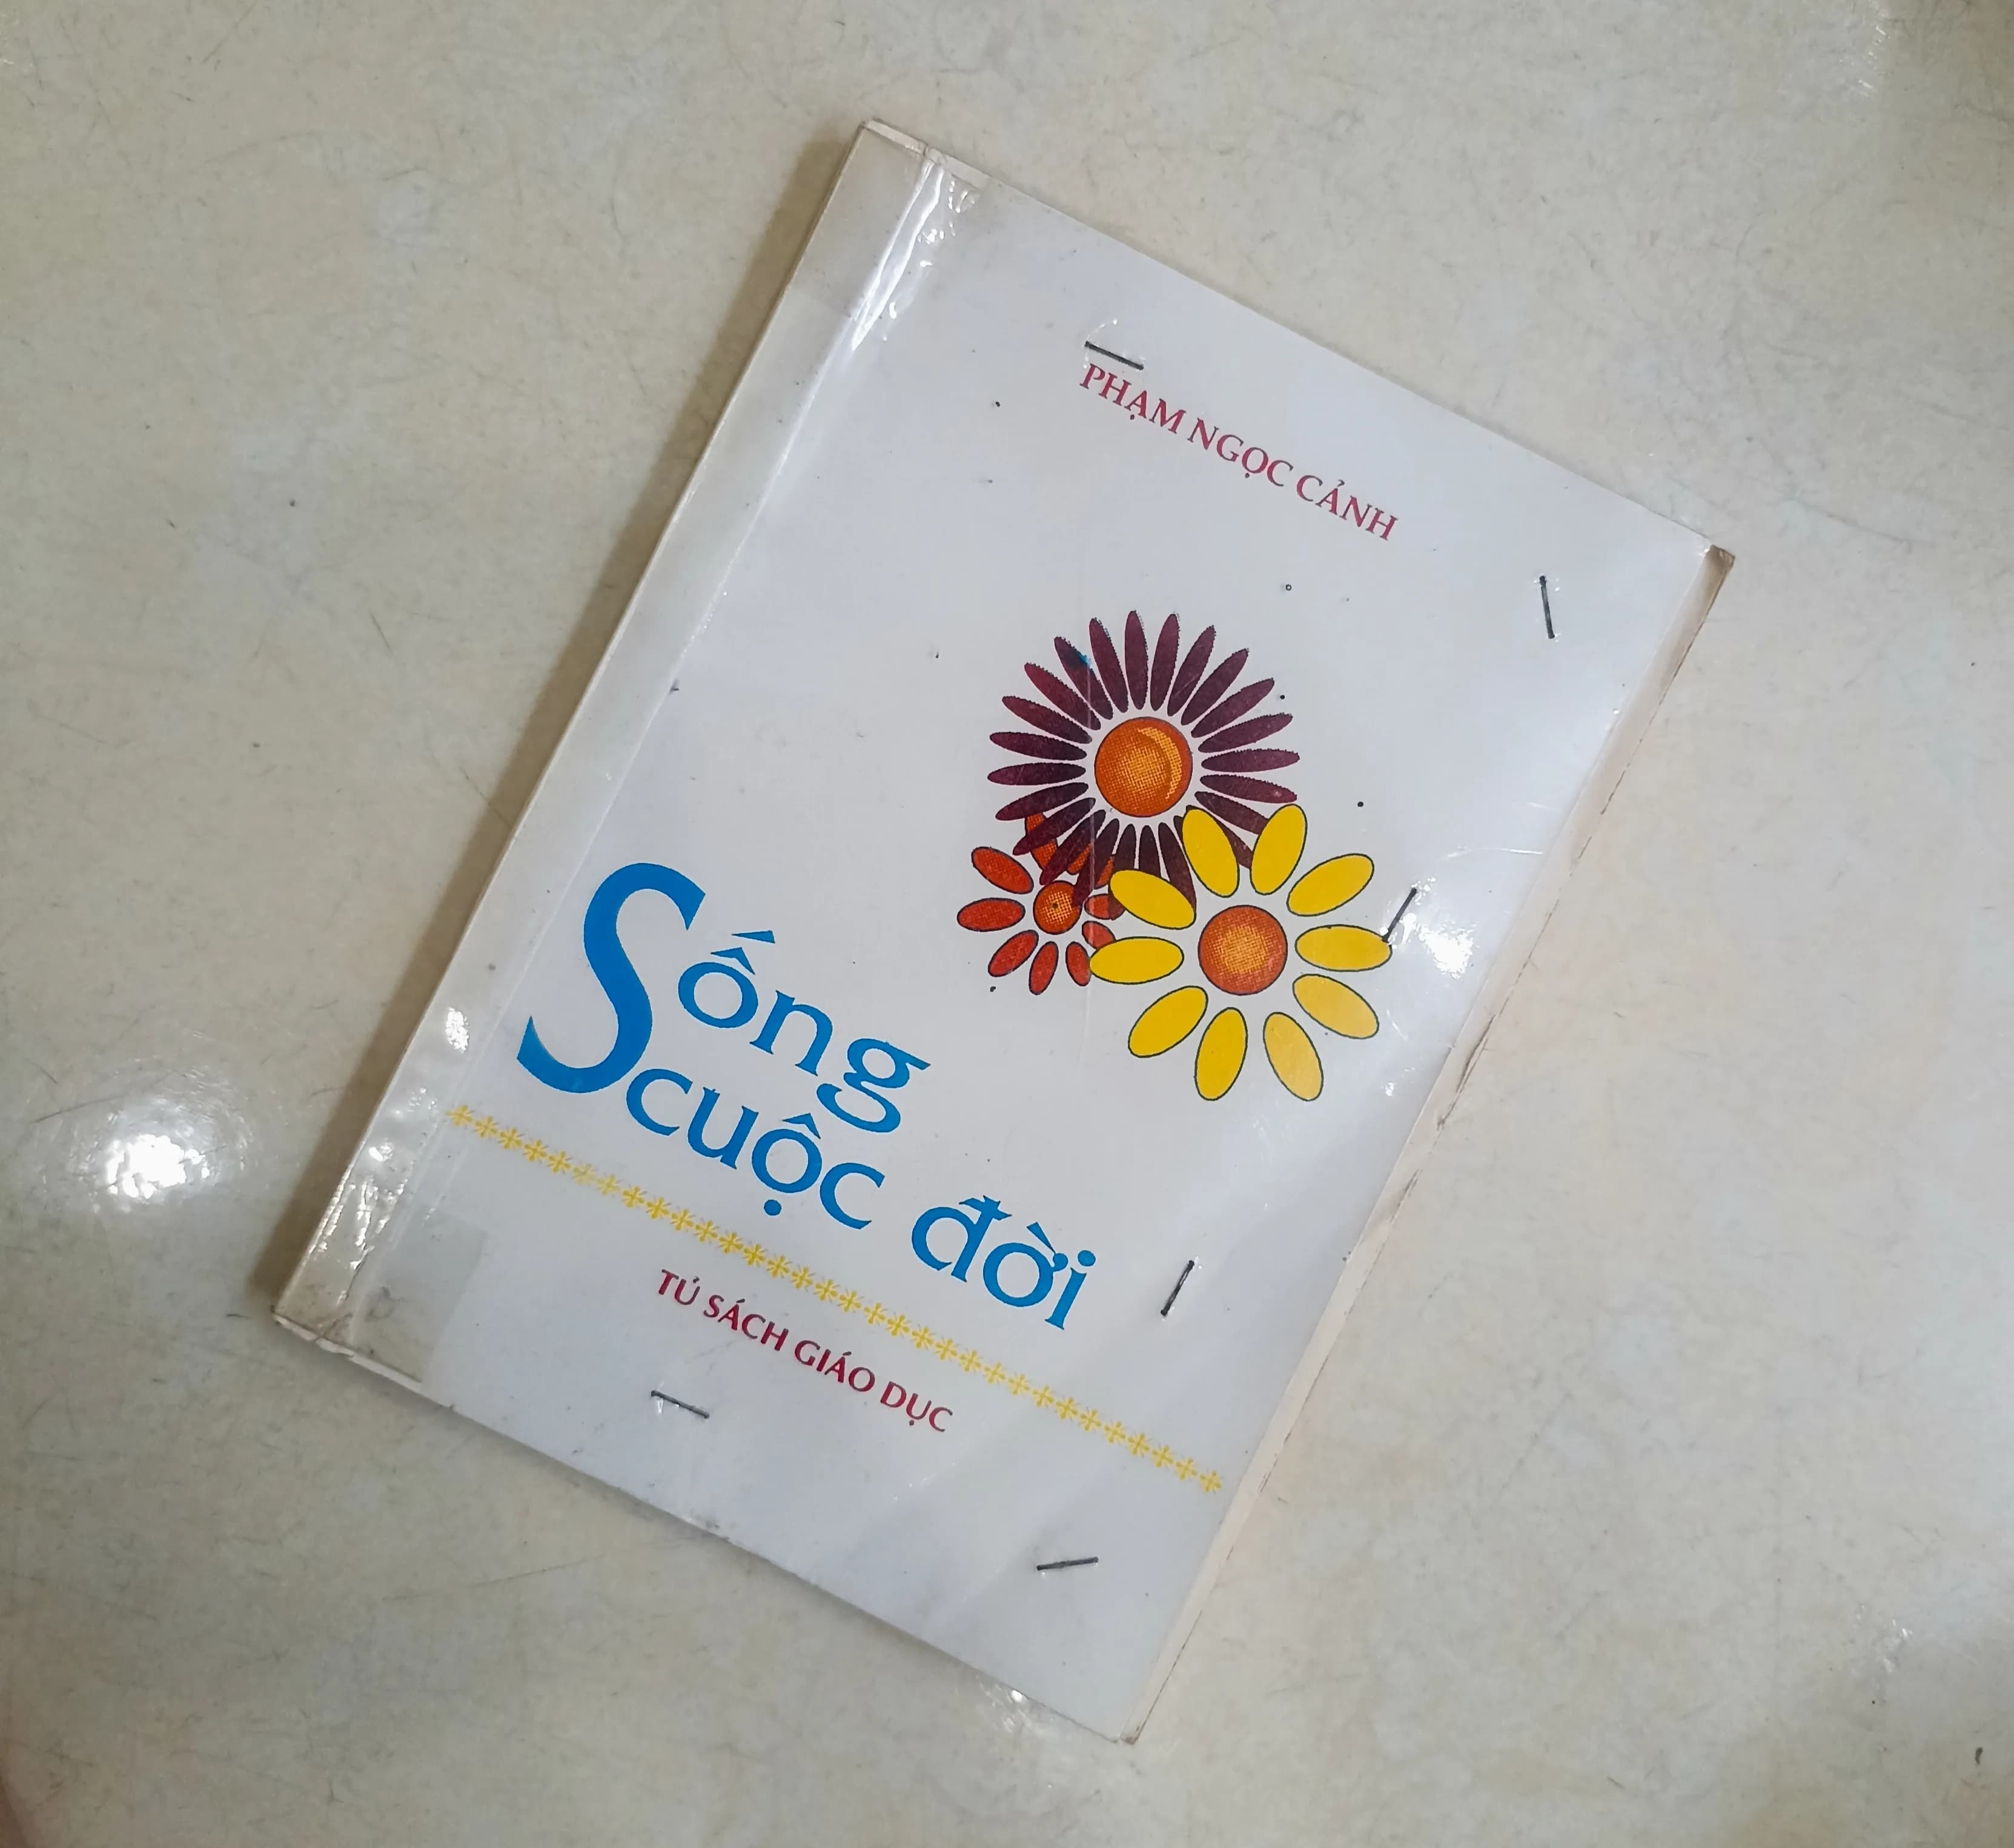 PHẠM NGỌC CẢNH
Sống
cuộc đời
TỦ SÁCH GIÁO DỤC